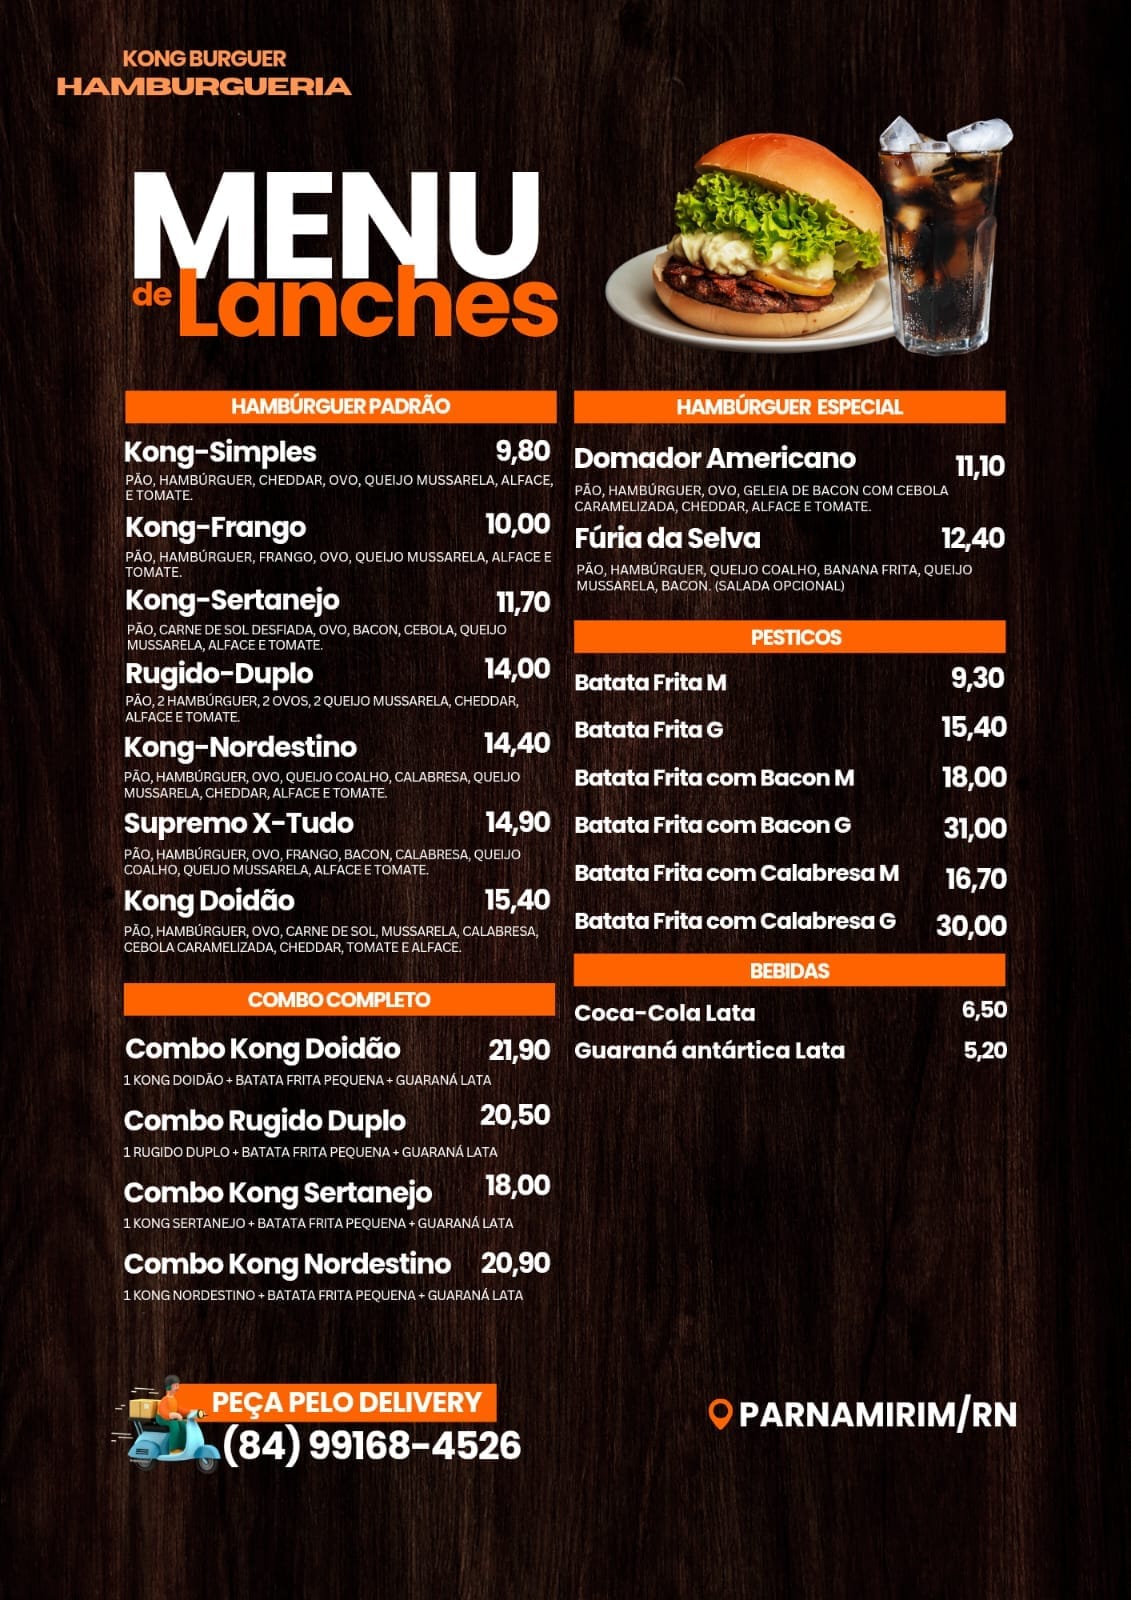 KONG BURGUER
HAMBURGUERIA
MENU
de Lanches
HAMBÚRGUER PADRÃO
Kong-Simples 9,80
PÃO, HAMBÚRGUER, CHEDDAR, OVO, QUEIJO MUSSARELA, ALFACE,
E TOMATE.
Kong-Frango 10,00
PÃO, HAMBÚRGUER, FRANGO, OVO, QUEIJO MUSSARELA, ALFACE E
TOMATE.
Kong-Sertanejo 11,70
PÃO, CARNE DE SOL DESFIADA, OVO, BACON, CEBOLA, QUEIJO
MUSSARELA, ALFACE E TOMATE.
Rugido-Duplo 14,00
PÃO, 2 HAMBÚRGUER, 2 OVOS, 2 QUEIJO MUSSARELA, CHEDDAR,
ALFACE E TOMATE.
Kong-Nordestino 14,40
PÃO, HAMBÚRGUER, OVO, QUEIJO COALHO, CALABRESA, QUEIJO
MUSSARELA, CHEDDAR, ALFACE E TOMATE.
Supremo X-Tudo 14,90
PÃO, HAMBÚRGUER, OVO, FRANGO, BACON, CALABRESA, QUEIJO
COALHO, QUEIJO MUSSARELA, ALFACE E TOMATE.
Kong Doidão 15,40
PÃO, HAMBÚRGUER, OVO, CARNE DE SOL, MUSSARELA, CALABRESA,
CEBOLA CARAMELIZADA, CHEDDAR, TOMATE E ALFACE.
COMBO COMPLETO
Combo Kong Doidão 21,90
1 KONG DOIDÃO + BATATA FRITA PEQUENA + GUARANÁ LATA
Combo Rugido Duplo 20,50
1 RUGIDO DUPLO + BATATA FRITA PEQUENA + GUARANÁ LATA
Combo Kong Sertanejo 18,00
1 KONG SERTANEJO + BATATA FRITA PEQUENA + GUARANÁ LATA
Combo Kong Nordestino 20,90
1 KONG NORDESTINO + BATATA FRITA PEQUENA + GUARANÁ LATA
HAMBÚRGUER ESPECIAL
Domador Americano 11,10
PÃO, HAMBÚRGUER, OVO, GELEIA DE BACON COM CEBOLA
CARAMELIZADA, CHEDDAR, ALFACE E TOMATE.
Fúria da Selva 12,40
PÃO, HAMBÚRGUER, QUEIJO COALHO, BANANA FRITA, QUEIJO
MUSSARELA, BACON. (SALADA OPCIONAL)
PESTICOS
Batata Frita M 9,30
Batata Frita G 15,40
Batata Frita com Bacon M 18,00
Batata Frita com Bacon G 31,00
Batata Frita com Calabresa M 16,70
Batata Frita com Calabresa G 30,00
BEBIDAS
Coca-Cola Lata 6,50
Guaraná antártica Lata 5,20
PEÇA PELO DELIVERY
(84) 99168-4526
PARNAMIRIM/RN